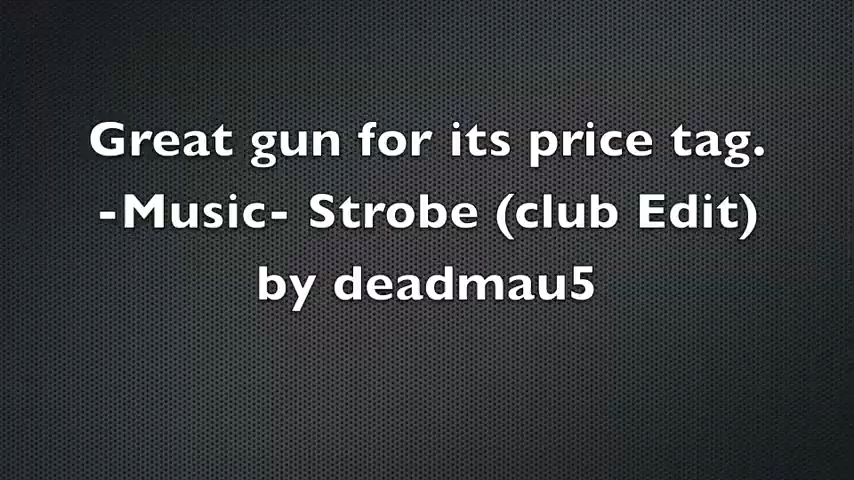 Great gun for its price tag.
-Music- Strobe (club Edit)
by deadmau5